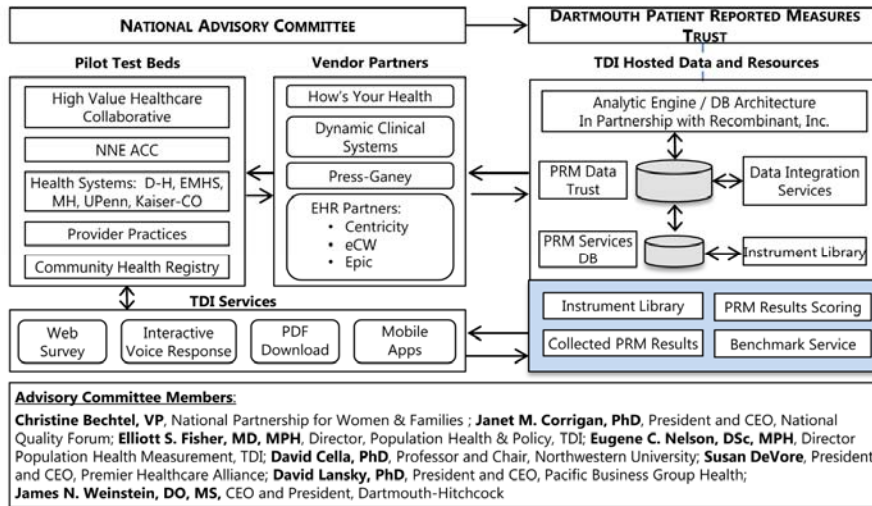 NATIONAL ADVISORY COMMITTEE
DARTMOUTH PATIENT REPORTED MEASURES
TRUST
Pilot Test Beds
High Value Healthcare
Collaborative
NNE ACC
Health Systems: D-H, EMHS,
MH, UPenn, Kaiser-CO
Provider Practices
Community Health Registry
Vendor Partners
How's Your Health
Dynamic Clinical
Systems
Press-Ganey
EHR Partners:
• Centricity
• eCW
• Epic
TDI Hosted Data and Resources
Analytic Engine / DB Architecture
In Partnership with Recombinant, Inc.
PRM Data
Trust
Data Integration
Services
PRM Services
DB
Instrument Library
Instrument Library
PRM Results Scoring
Collected PRM Results
Benchmark Service
TDI Services
Web
Survey
Interactive
Voice Response
PDF
Download
Mobile
Apps
Advisory Committee Members:
Christine Bechtel, VP, National Partnership for Women & Families ; Janet M. Corrigan, PhD, President and CEO, National
Quality Forum; Elliott S. Fisher, MD, MPH, Director, Population Health & Policy, TDI; Eugene C. Nelson, DSc, MPH, Director
Population Health Measurement, TDI; David Cella, PhD, Professor and Chair, Northwestern University; Susan DeVore, President
and CEO, Premier Healthcare Alliance; David Lansky, PhD, President and CEO, Pacific Business Group Health;
James N. Weinstein, DO, MS, CEO and President, Dartmouth-Hitchcock